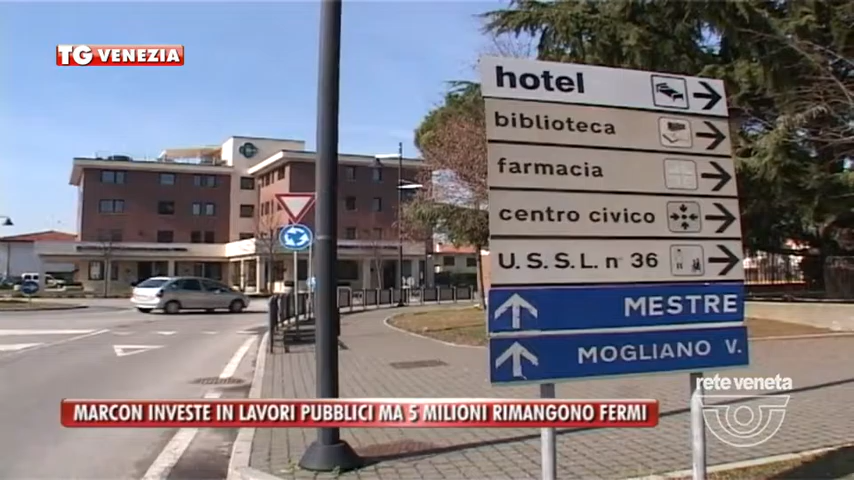 TG VENEZIA
hotel
biblioteca
farmacia
centro civico
U.S.S.L. n° 36
MESTRE
MOGLIANO V.
rete veneta
MARCON INVESTE IN LAVORI PUBBLICI MA 5 MILIONI RIMANGONO FERMI